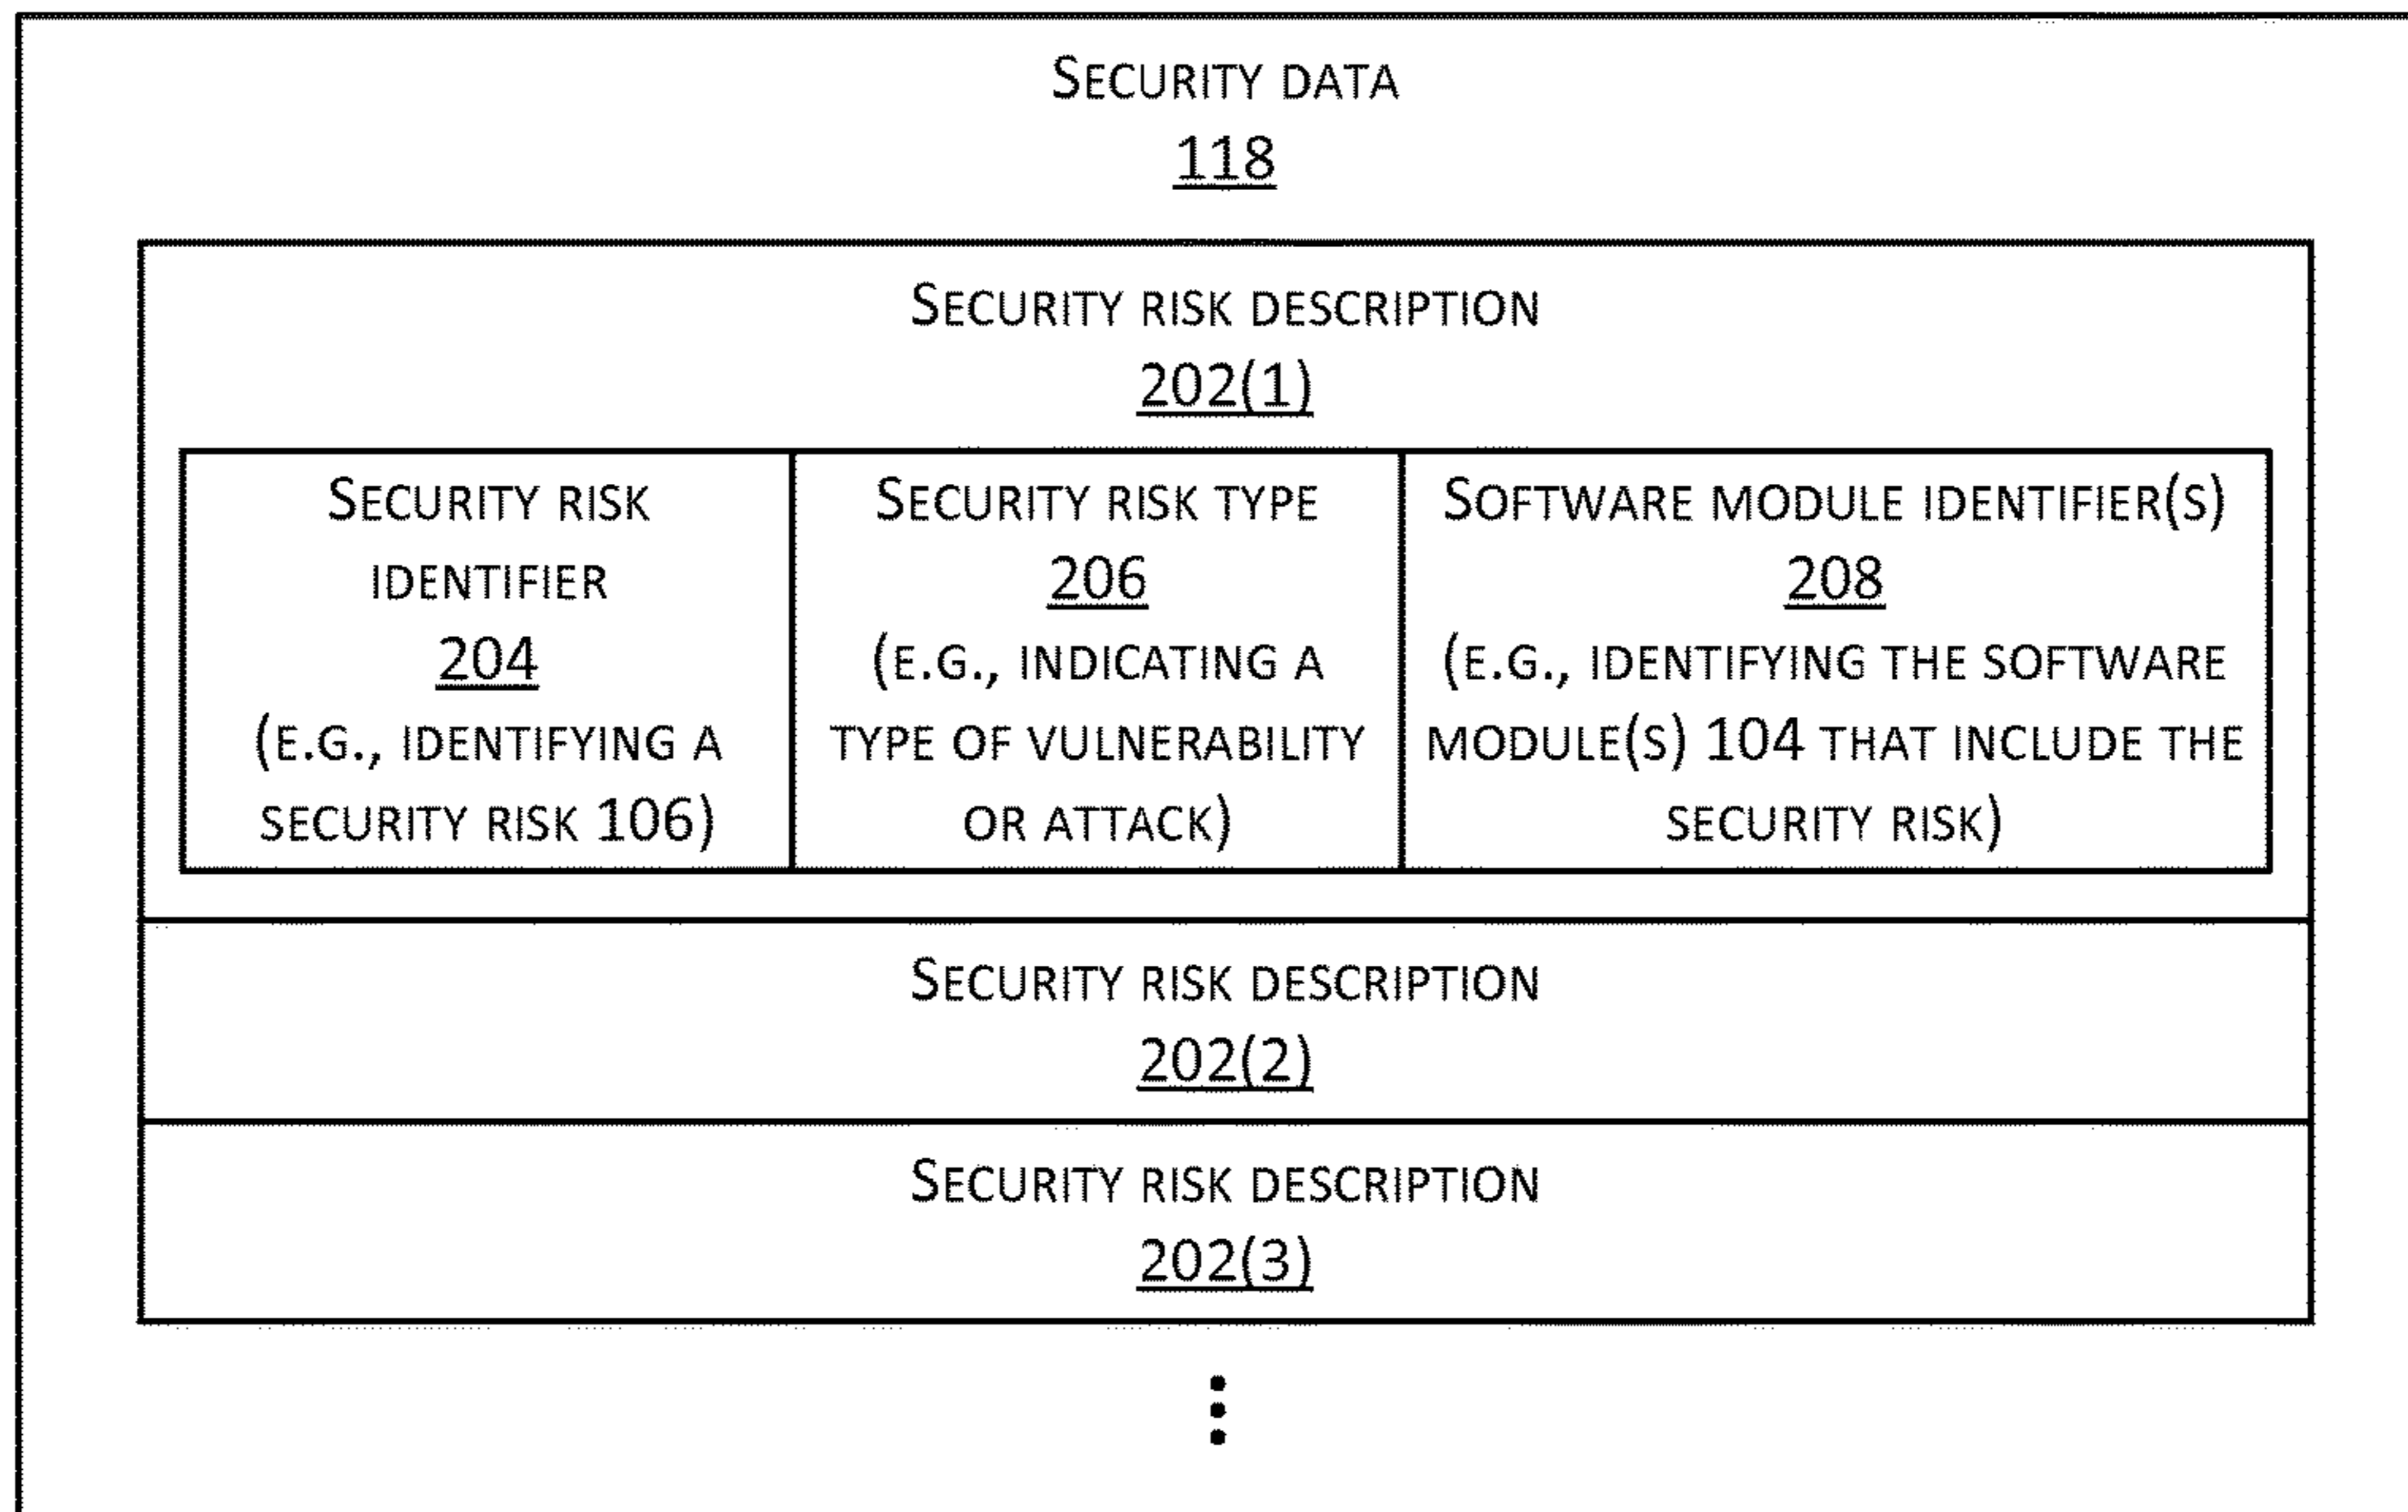 SECURITY DATA
118
SECURITY RISK DESCRIPTION
202(1)
SECURITY RISK
IDENTIFIER
204
(E.G., IDENTIFYING A
SECURITY RISK 106)
SECURITY RISK TYPE
206
(E.G., INDICATING A
TYPE OF VULNERABILITY
OR ATTACK)
SOFTWARE MODULE IDENTIFIER(S)
208
(E.G., IDENTIFYING THE SOFTWARE
MODULE(S) 104 THAT INCLUDE THE
SECURITY RISK)
SECURITY RISK DESCRIPTION
202(2)
SECURITY RISK DESCRIPTION
202(3)